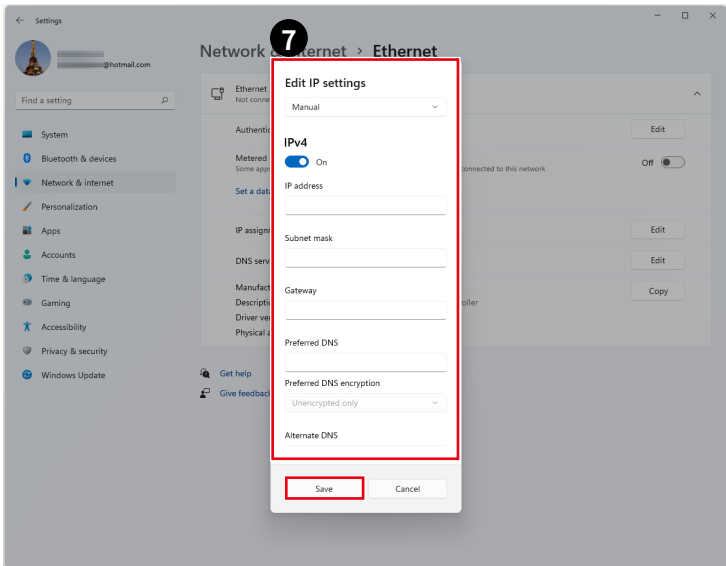 Settings
@hotmail.com
Find a setting
System
Bluetooth & devices
Network & internet
Personalization
Apps
Accounts
Time & language
Gaming
Accessibility
Privacy & security
Windows Update
Network & internet > Ethernet
7
Ethernet
Not conne
Authentic
Edit
Metered
Some apps
connected to this network
Off
Set a data
IP assignm
Edit
DNS serv
Edit
Manufact
Copy
Descriptio
oller
Driver ver
Physical a
Get help
Give feedback
Edit IP settings
Manual
IPv4
On
IP address
Subnet mask
Gateway
Preferred DNS
Preferred DNS encryption
Unencrypted only
Alternate DNS
Save
Cancel